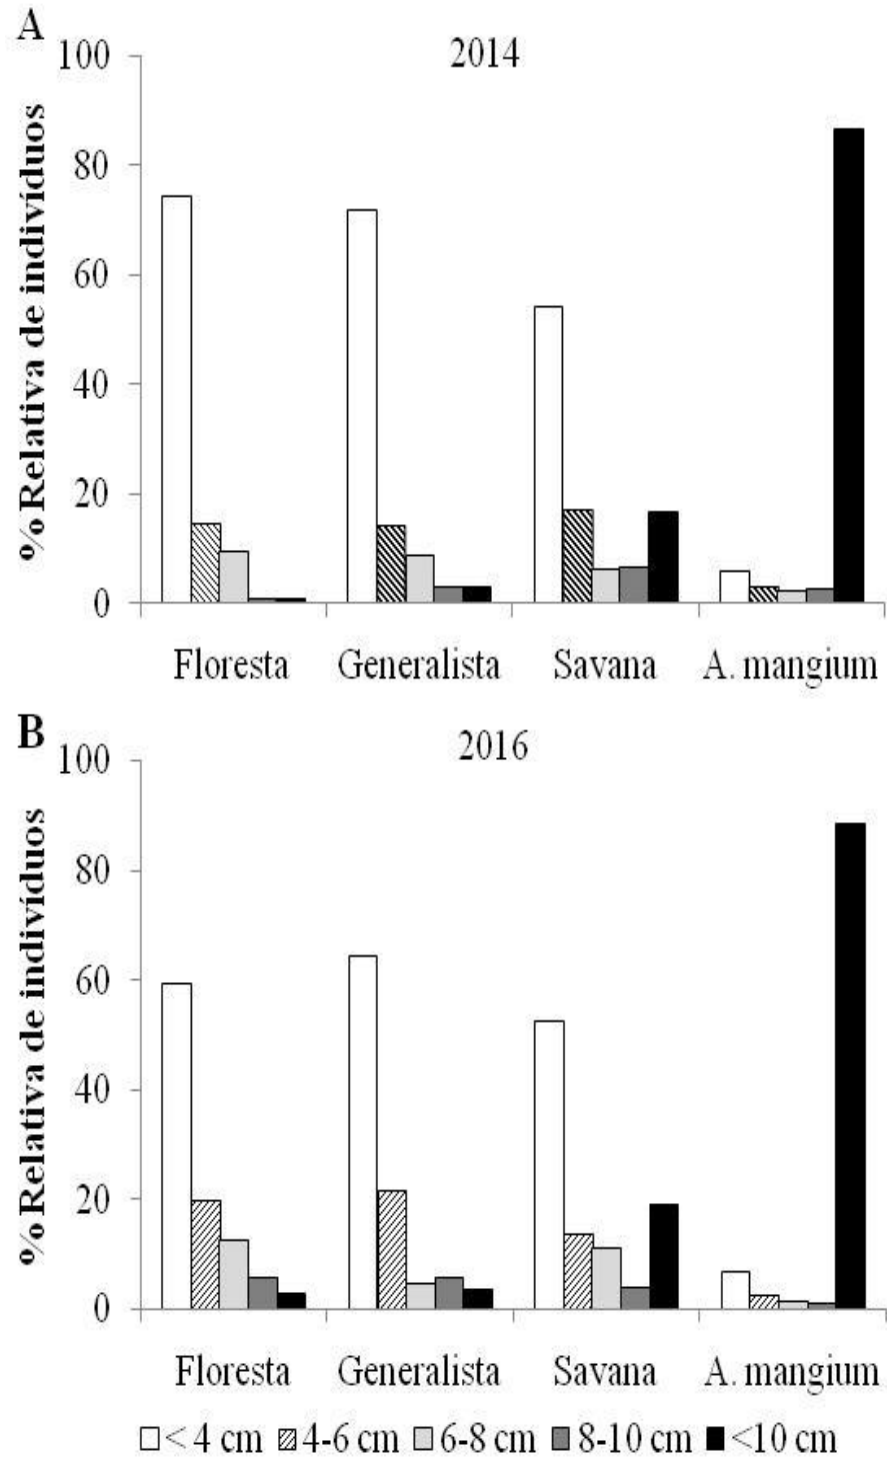 A
2014
% Relativa de indivíduos
100
80
60
40
20
0
Floresta Generalista Savana A. mangium
B
2016
% Relativa de indivíduos
100
80
60
40
20
0
Floresta Generalista Savana A. mangium
< 4 cm 4-6 cm 6-8 cm 8-10 cm <10 cm